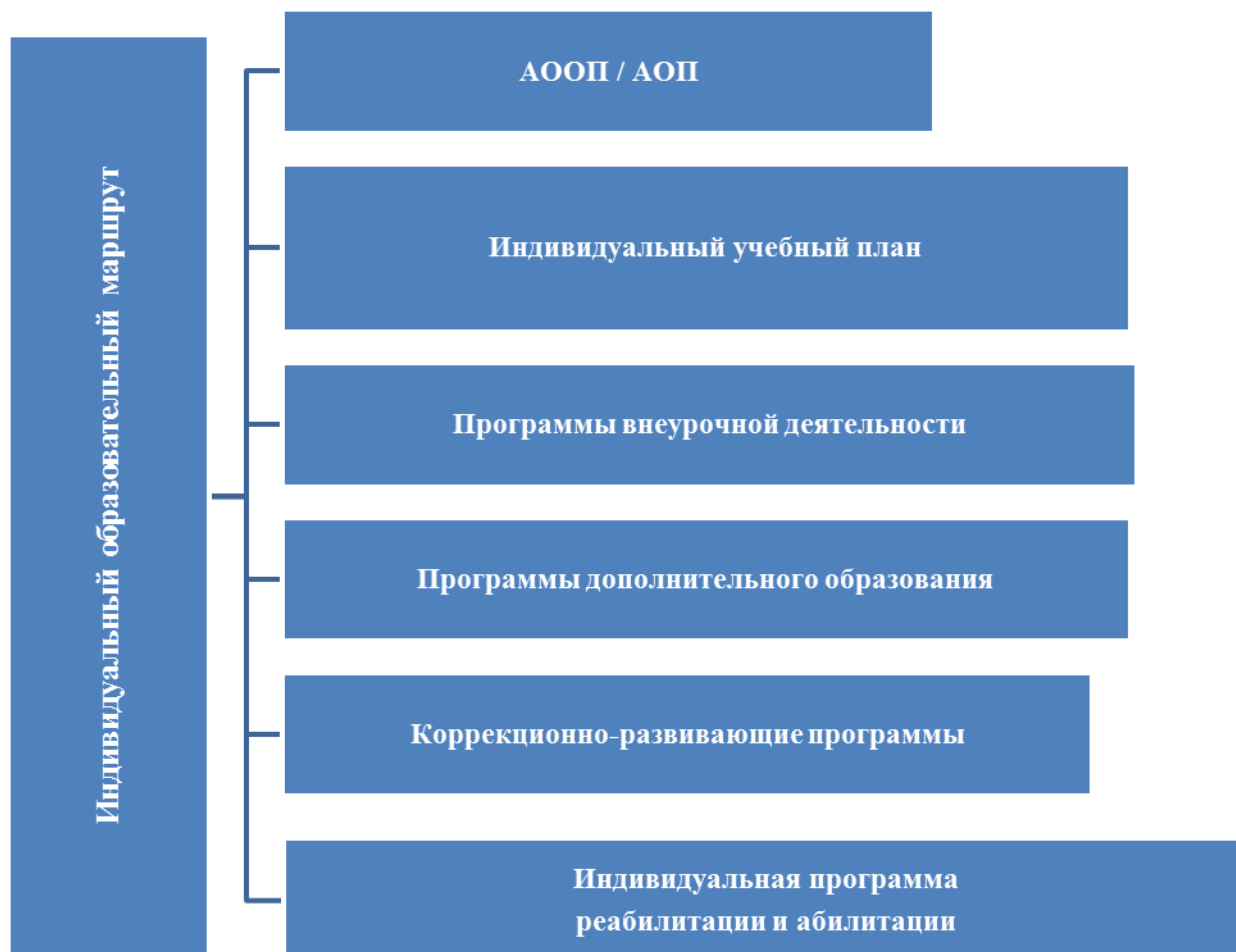 Индивидуальный образовательный маршрут
АООП / АОП
Индивидуальный учебный план
Программы внеурочной деятельности
Программы дополнительного образования
Коррекционно-развивающие программы
Индивидуальная программа
реабилитации и абилитации